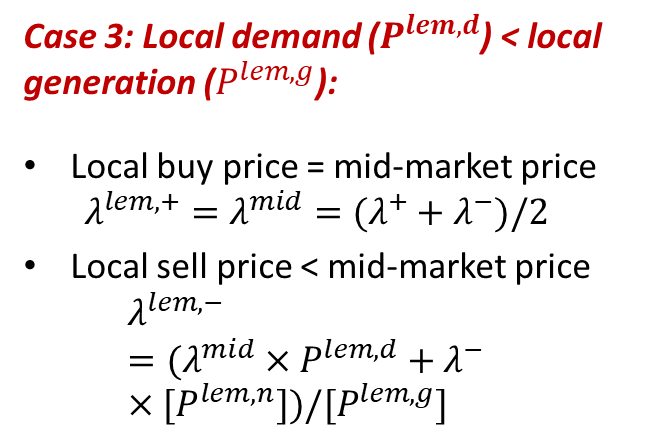 Case 3: Local demand (P^{lem,d}) < local
generation (P^{lem,g}):
• Local buy price = mid-market price
λ^{lem,+} = λ^{mid} = (λ^{+} + λ^{−})/2
• Local sell price < mid-market price
λ^{lem,−}
= (λ^{mid} × P^{lem,d} + λ^{−}
× [P^{lem,n}])/[P^{lem,g}]